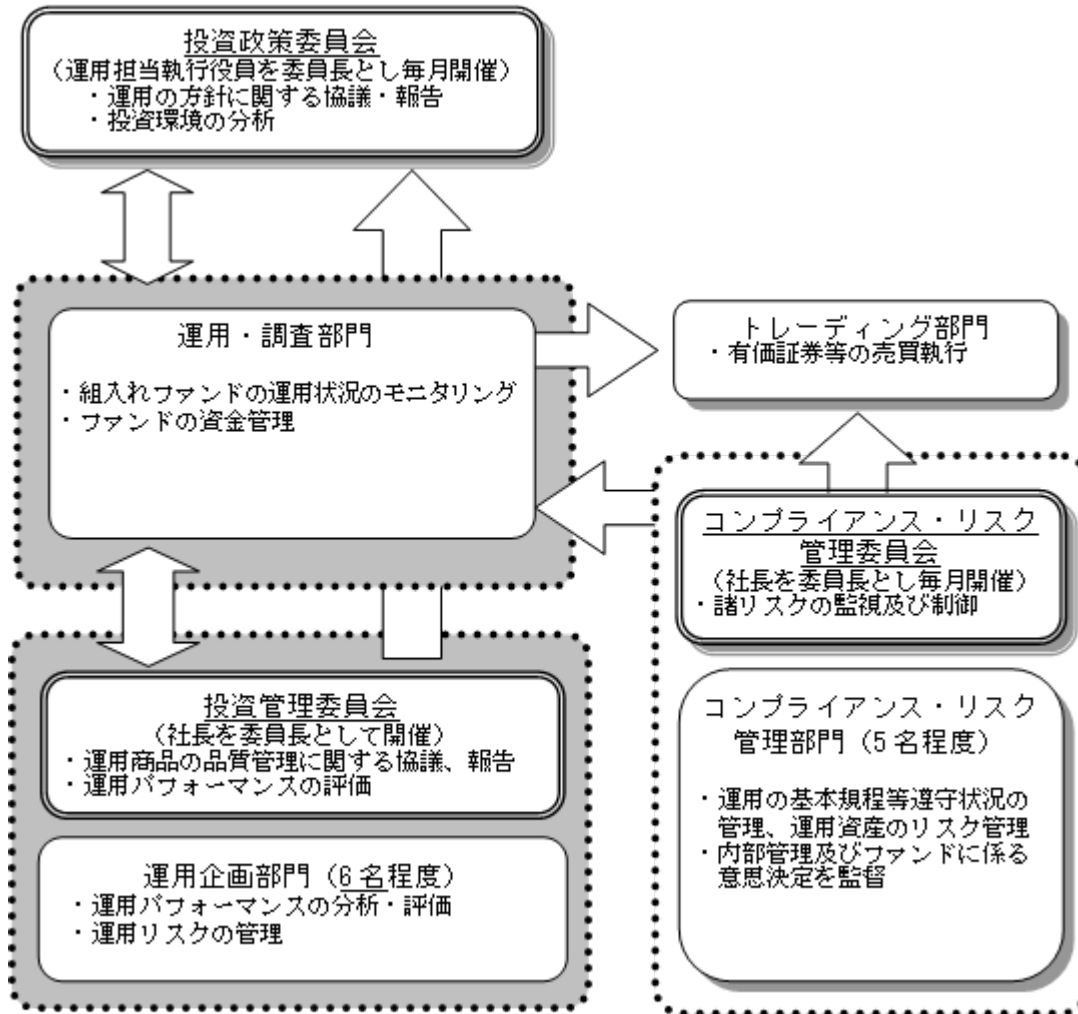 投資政策委員会
(運用担当執行役員を委員長とし毎月開催)
・運用の方針に関する協議・報告
・投資環境の分析
運用・調査部門
・組入れファンドの運用状況のモニタリング
・ファンドの資金管理
トレーディング部門
・有価証券等の売買執行
投資管理委員会
(社長を委員長として開催)
・運用商品の品質管理に関する協議、報告
・運用パフォーマンスの評価
運用企画部門(6名程度)
・運用パフォーマンスの分析・評価
・運用リスクの管理
コンプライアンス・リスク
管理委員会
(社長を委員長とし毎月開催)
・諸リスクの監視及び制御
コンプライアンス・リスク
管理部門(5名程度)
・運用の基本規程等遵守状況の
管理、運用資産のリスク管理
・内部管理及びファンドに係る
意思決定を監督